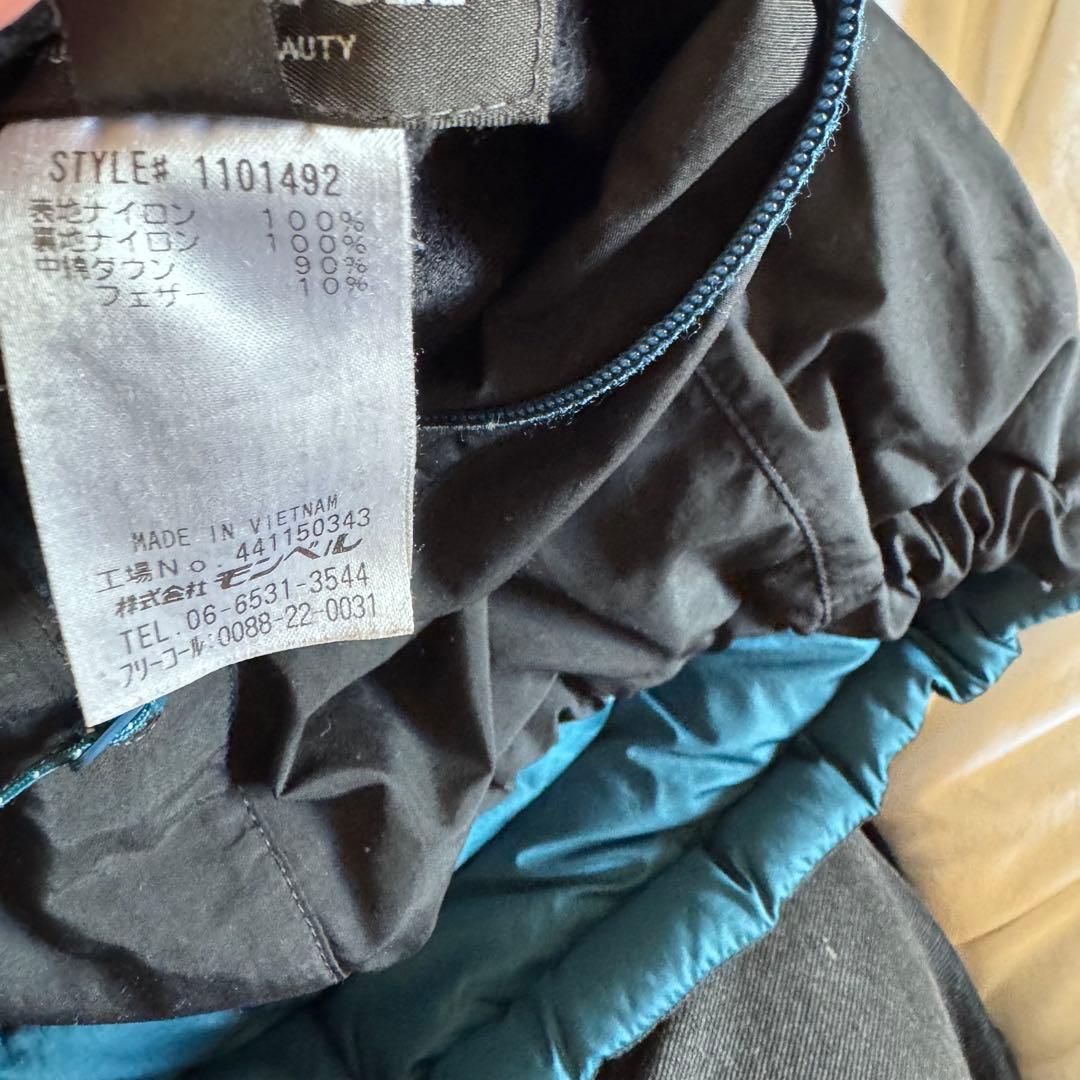 AUTY
STYLE# 1101492
表地ナイロン 100%
裏地ナイロン 100%
中綿ダウン 90%
フェザー 10%
MADE IN VIETNAM
工場No. 441150343
株式会社 モンベル
TEL. 06-6531-3544
フリーコール:0088-22-0031